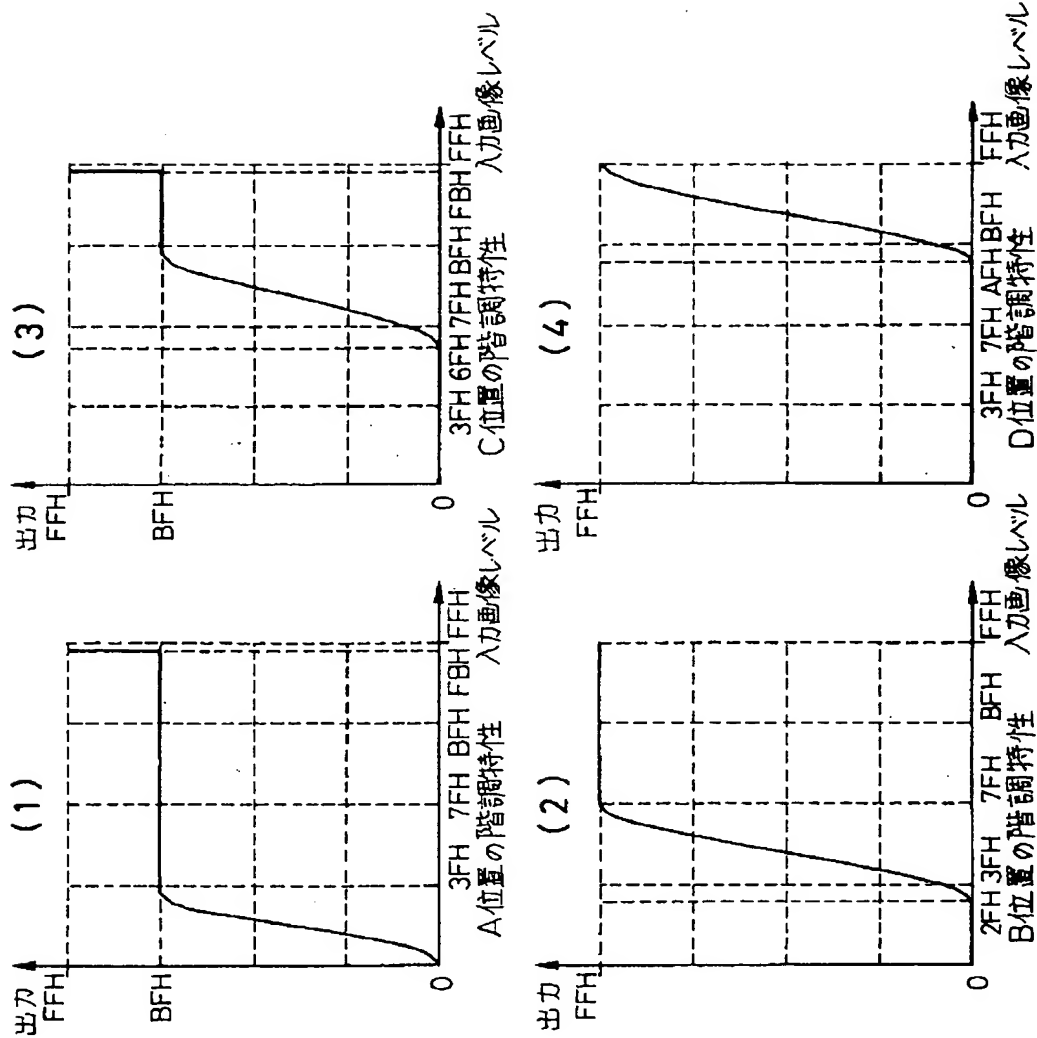 (1)
出力
FFH
BFH
0
3FH 7FH BFH FBH FFH
入力画像レベル
A位置の階調特性
(2)
出力
FFH
0
2FH 3FH 7FH BFH FFH
入力画像レベル
B位置の階調特性
(3)
出力
FFH
BFH
0
3FH 6FH 7FH BFH FBH FFH
入力画像レベル
C位置の階調特性
(4)
出力
FFH
0
3FH 7FH AFH BFH FFH
入力画像レベル
D位置の階調特性